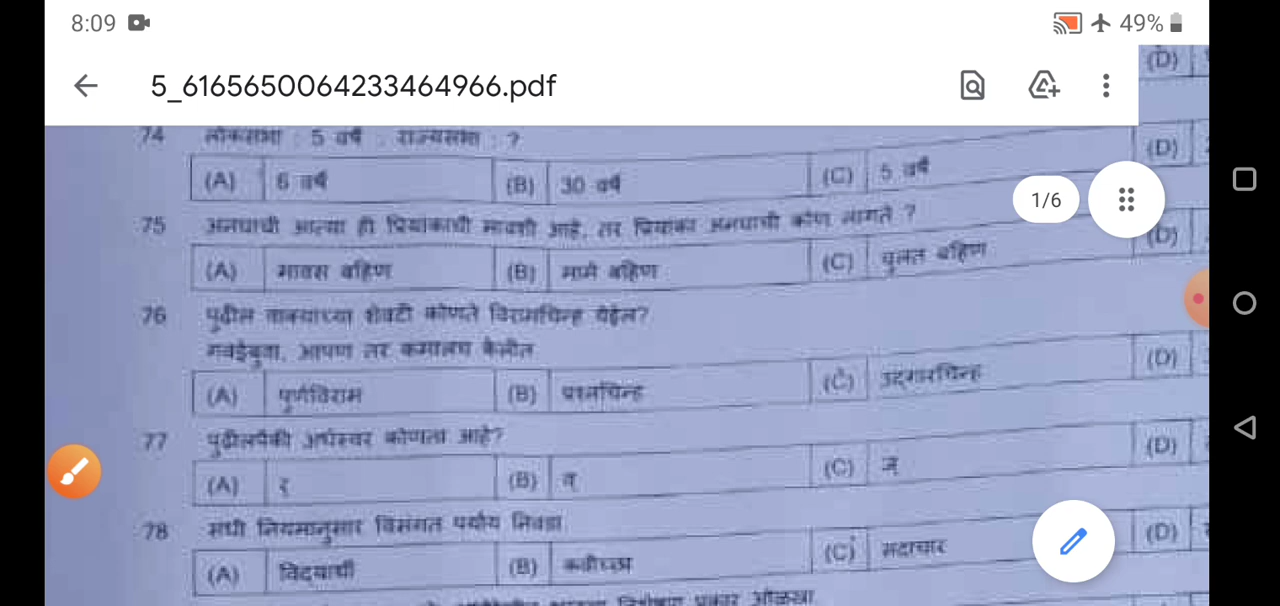 8:09 49%
5_6165650064233464966.pdf
(D)
74 लोकसभा : 5 वर्षे : राज्यसभा : ?
(A) 6 वर्षे (B) 30 वर्षे (C) 5 वर्षे (D)
1/6
75 अनघाची आत्या ही प्रियांकाची मावशी आहे, तर प्रियांका अनघाची कोण लागते ?
(A) मावस बहिण (B) मामे बहिण (C) चुलत बहिण (D)
76 पुढील वाक्याच्या शेवटी कोणते विरामचिन्ह येईल?
गवईबुवा, आपण तर कमालच केलीत
(A) पुर्णविराम (B) प्रश्नचिन्ह (C) उद्गारचिन्ह (D)
77 पुढीलपैकी अर्धस्वर कोणता आहे?
(A) र् (B) व् (C) ज् (D)
78 संधी नियमानुसार विसंगत पर्याय निवडा
(A) विद्यार्थी (B) कवीच्छा (C) सदाचार (D)
विशेषण प्रकार ओळखा.